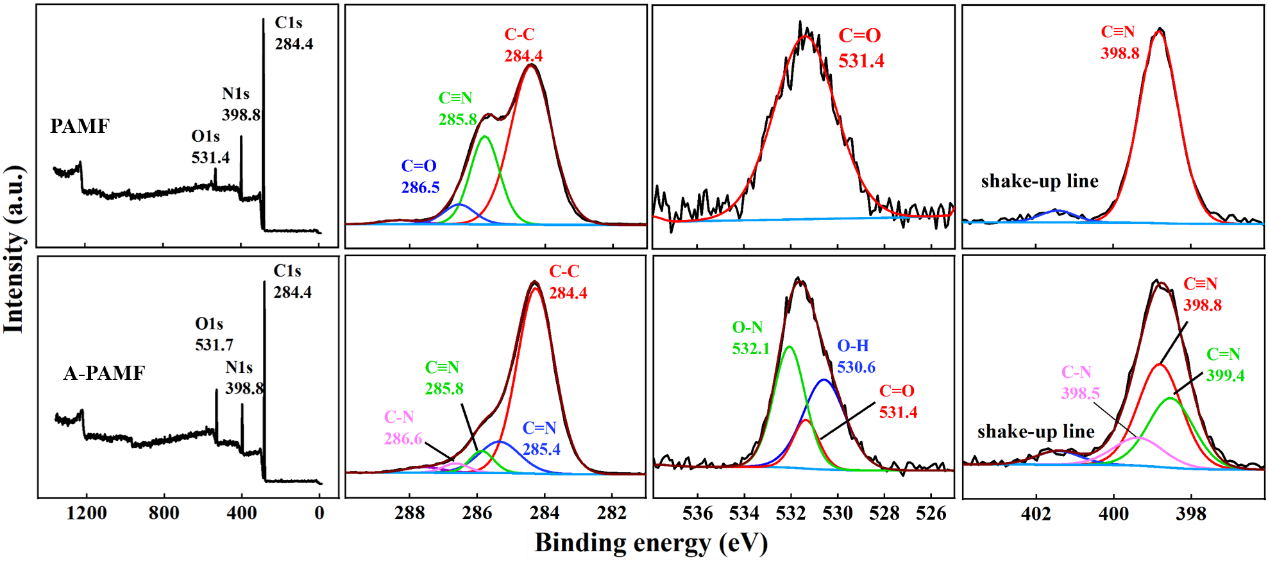 Intensity (a.u.)
PAMF
O1s
531.4
N1s
398.8
C1s
284.4
C=O
286.5
C≡N
285.8
C-C
284.4
C=O
531.4
shake-up line
C≡N
398.8
A-PAMF
O1s
531.7
N1s
398.8
C1s
284.4
C-N
286.6
C≡N
285.8
C-C
284.4
C=N
285.4
O-N
532.1
O-H
530.6
C=O
531.4
shake-up line
C-N
398.5
C≡N
398.8
C=N
399.4
1200 800 400 0
288 286 284 282
536 534 532 530 528 526
402 400 398
Binding energy (eV)